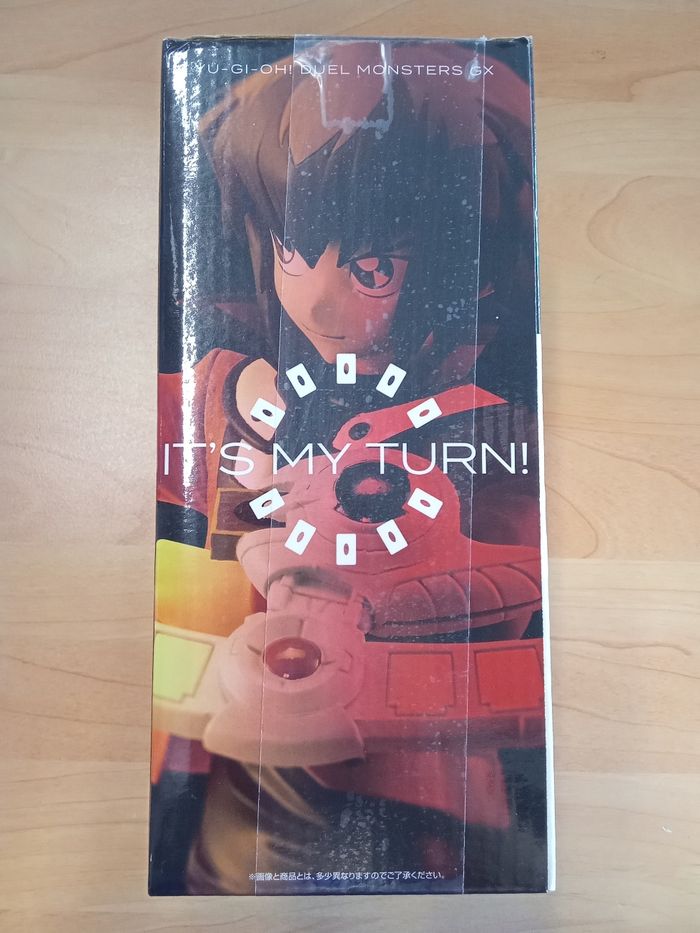 YU-GI-OH! DUEL MONSTERS GX
IT'S MY TURN!
※画像と商品とは、多少異なりますのでご了承ください。